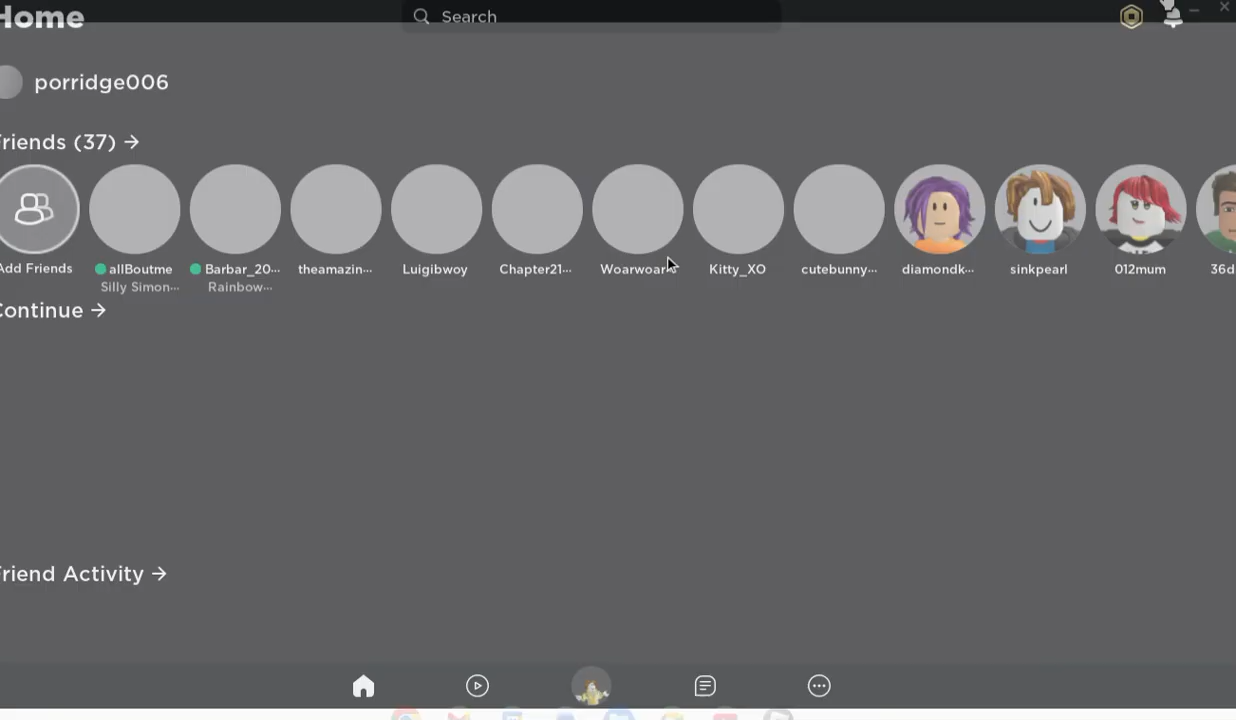 Home
Search
porridge006
Friends (37) →
Add Friends
allBoutme
Silly Simon...
Barbar_20...
Rainbow...
theamazin...
Luigibwoy
Chapter21...
Woarwoar...
Kitty_XO
cutebunny...
diamondk...
sinkpearl
012mum
36d
Continue →
Friend Activity →